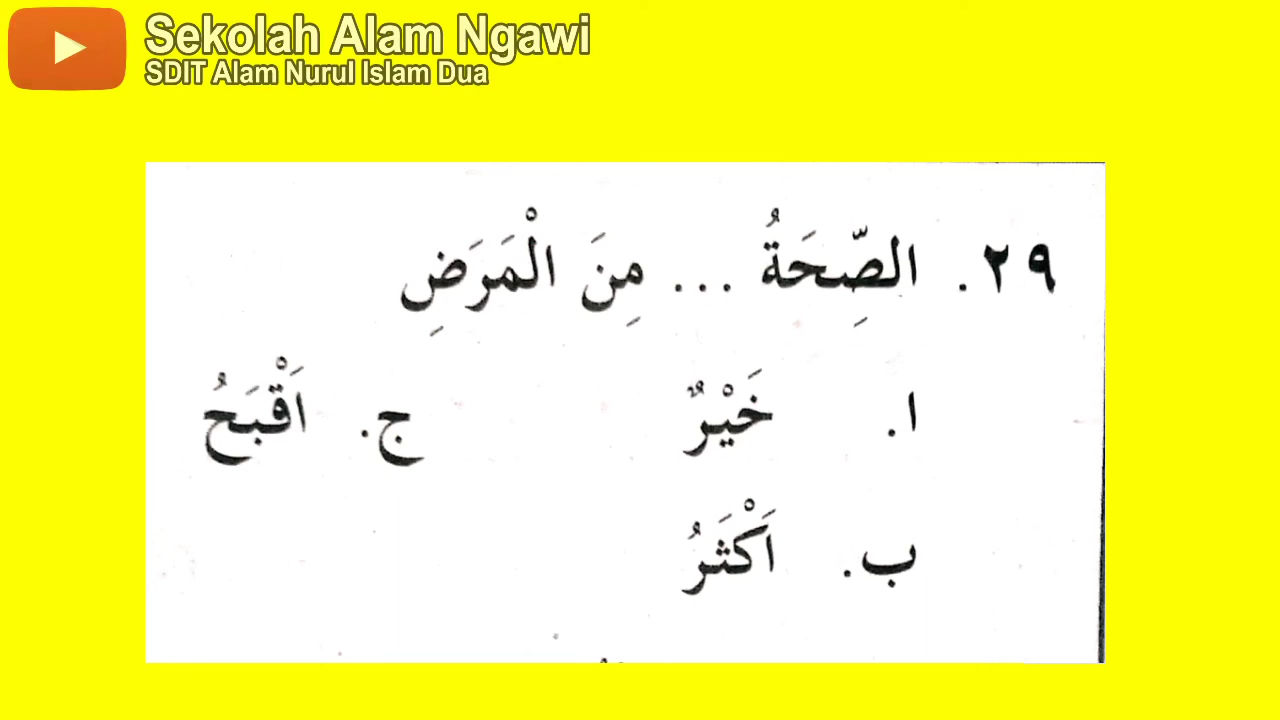 Sekolah Alam Ngawi
SDIT Alam Nurul Islam Dua
٢٩. الصِّحَةُ ... مِنَ الْمَرَضِ
ا. خَيْرٌ ج. اَقْبَحُ
ب. اَكْثَرُ